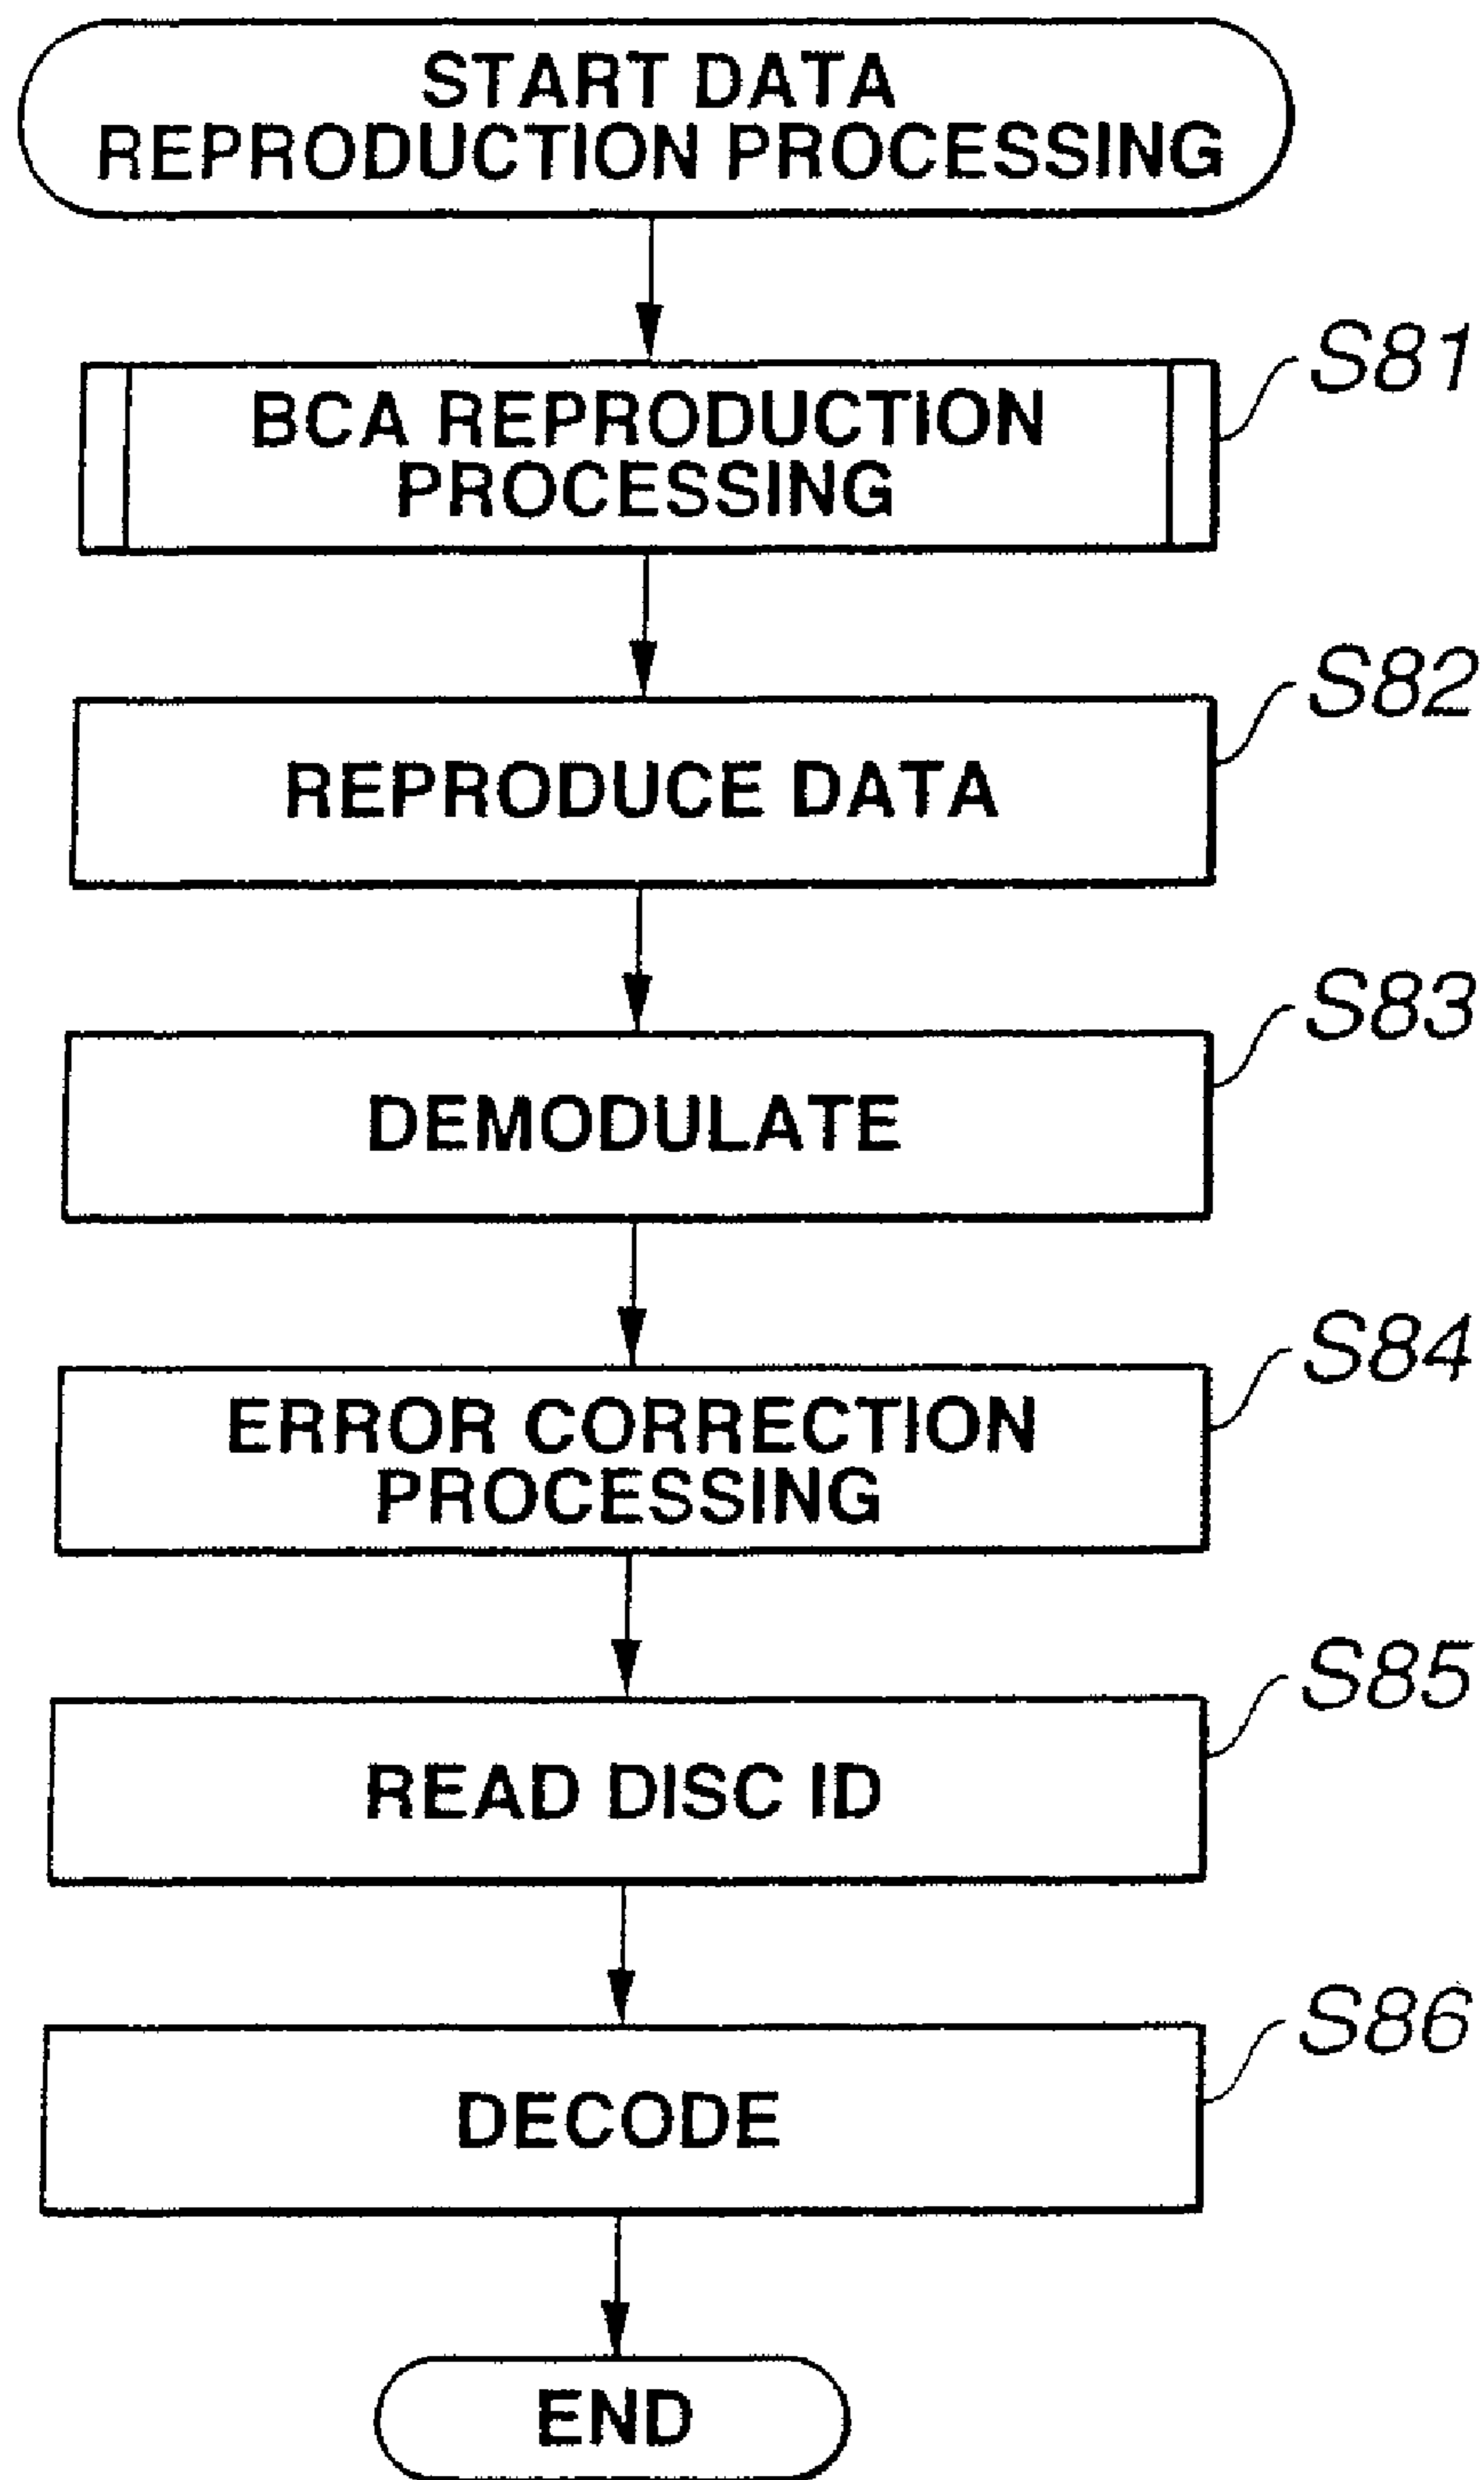 START DATA
REPRODUCTION PROCESSING
S81
BCA REPRODUCTION
PROCESSING
S82
REPRODUCE DATA
S83
DEMODULATE
S84
ERROR CORRECTION
PROCESSING
S85
READ DISC ID
S86
DECODE
END